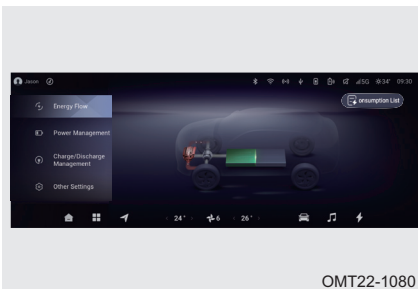 Jason
5G 34° 09:30
Energy Flow
onsumption List
Power Management
Charge/Discharge
Management
Other Settings
24° 6 26°
OMT22-1080